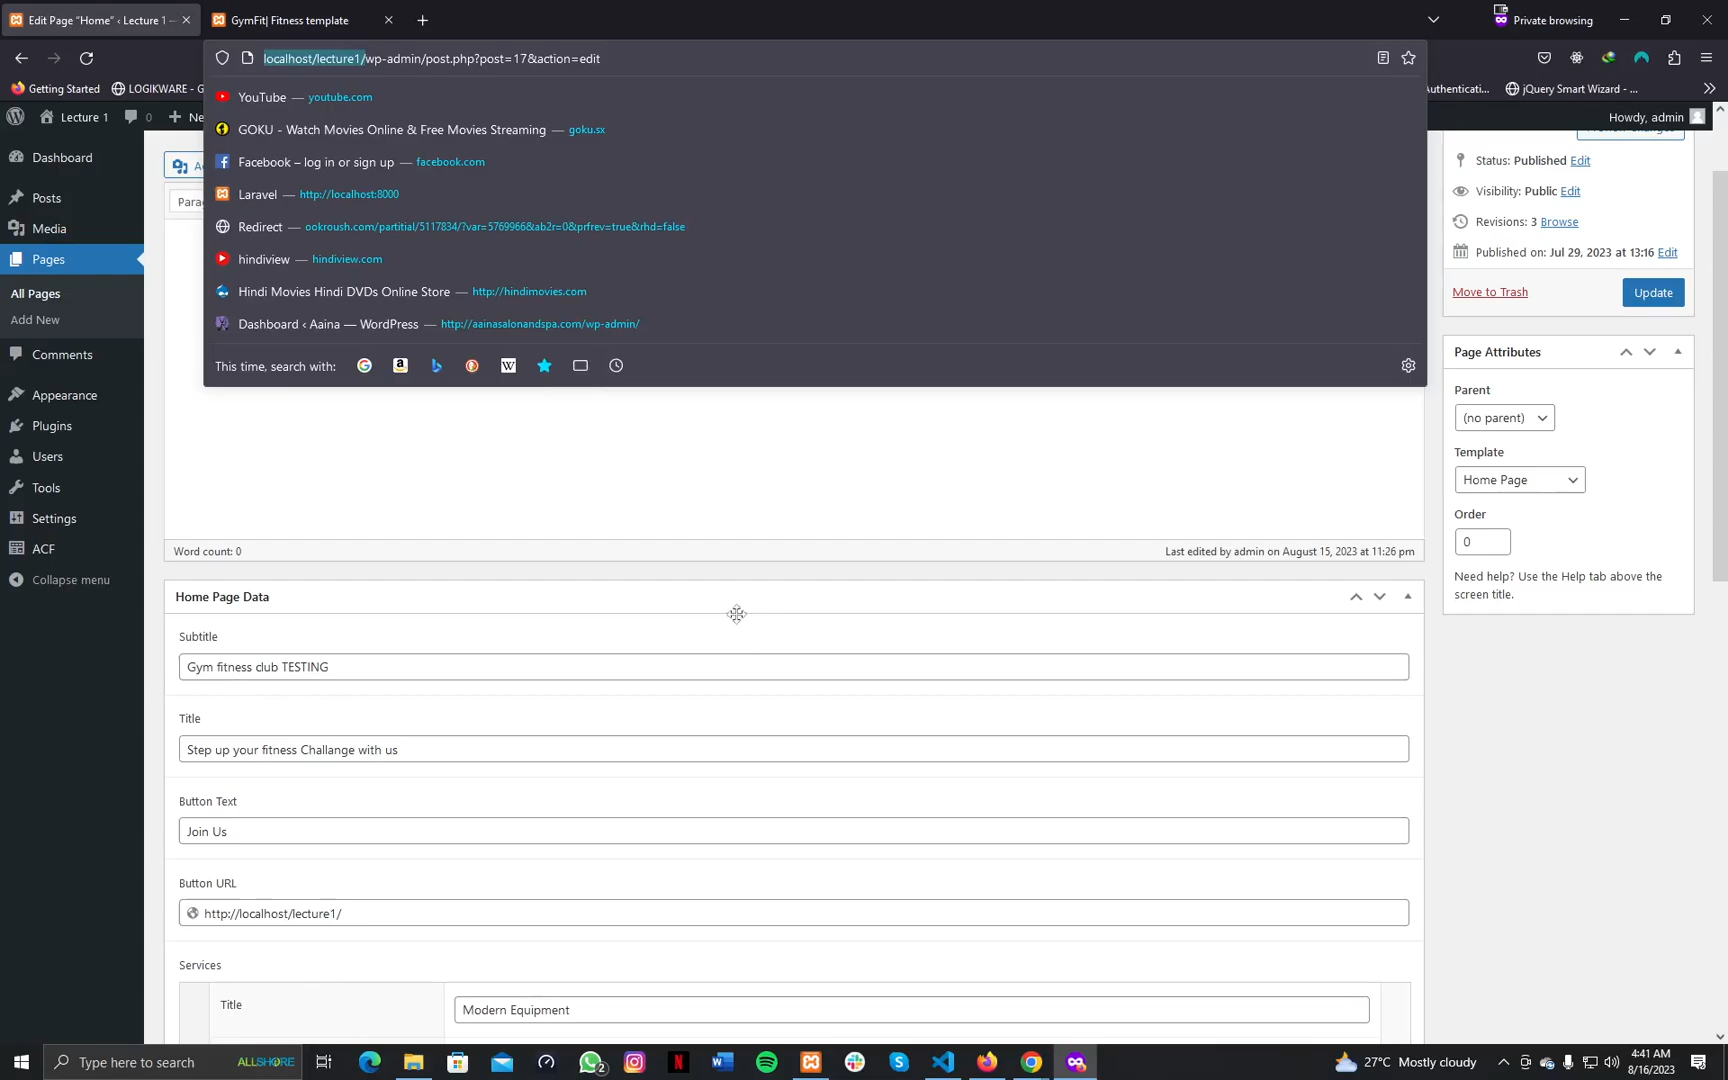 Edit Page “Home” ‹ Lecture 1 —
GymFit| Fitness template
Private browsing
localhost/lecture1/wp-admin/post.php?post=17&action=edit
Getting Started
LOGIKWARE - G
Authenticati...
jQuery Smart Wizard - ...
YouTube — youtube.com
GOKU - Watch Movies Online & Free Movies Streaming — goku.sx
Facebook – log in or sign up — facebook.com
Laravel — http://localhost:8000
Redirect — ookroush.com/partitial/5117834/?var=5769966&ab2r=0&prfrev=true&rhd=false
hindiview — hindiview.com
Hindi Movies Hindi DVDs Online Store — http://hindimovies.com
Dashboard ‹ Aaina — WordPress — http://aainasalonandspa.com/wp-admin/
This time, search with:
Lecture 1
0
Ne
Howdy, admin
Dashboard
Posts
Media
Pages
All Pages
Add New
Comments
Appearance
Plugins
Users
Tools
Settings
ACF
Collapse menu
A
Parag
Word count: 0
Last edited by admin on August 15, 2023 at 11:26 pm
Home Page Data
Subtitle
Gym fitness club TESTING
Title
Step up your fitness Challange with us
Button Text
Join Us
Button URL
http://localhost/lecture1/
Services
Title
Modern Equipment
Status: Published Edit
Visibility: Public Edit
Revisions: 3 Browse
Published on: Jul 29, 2023 at 13:16 Edit
Move to Trash
Update
Page Attributes
Parent
(no parent)
Template
Home Page
Order
0
Need help? Use the Help tab above the
screen title.
Type here to search
ALLSHORE
2
27°C Mostly cloudy
4:41 AM
8/16/2023